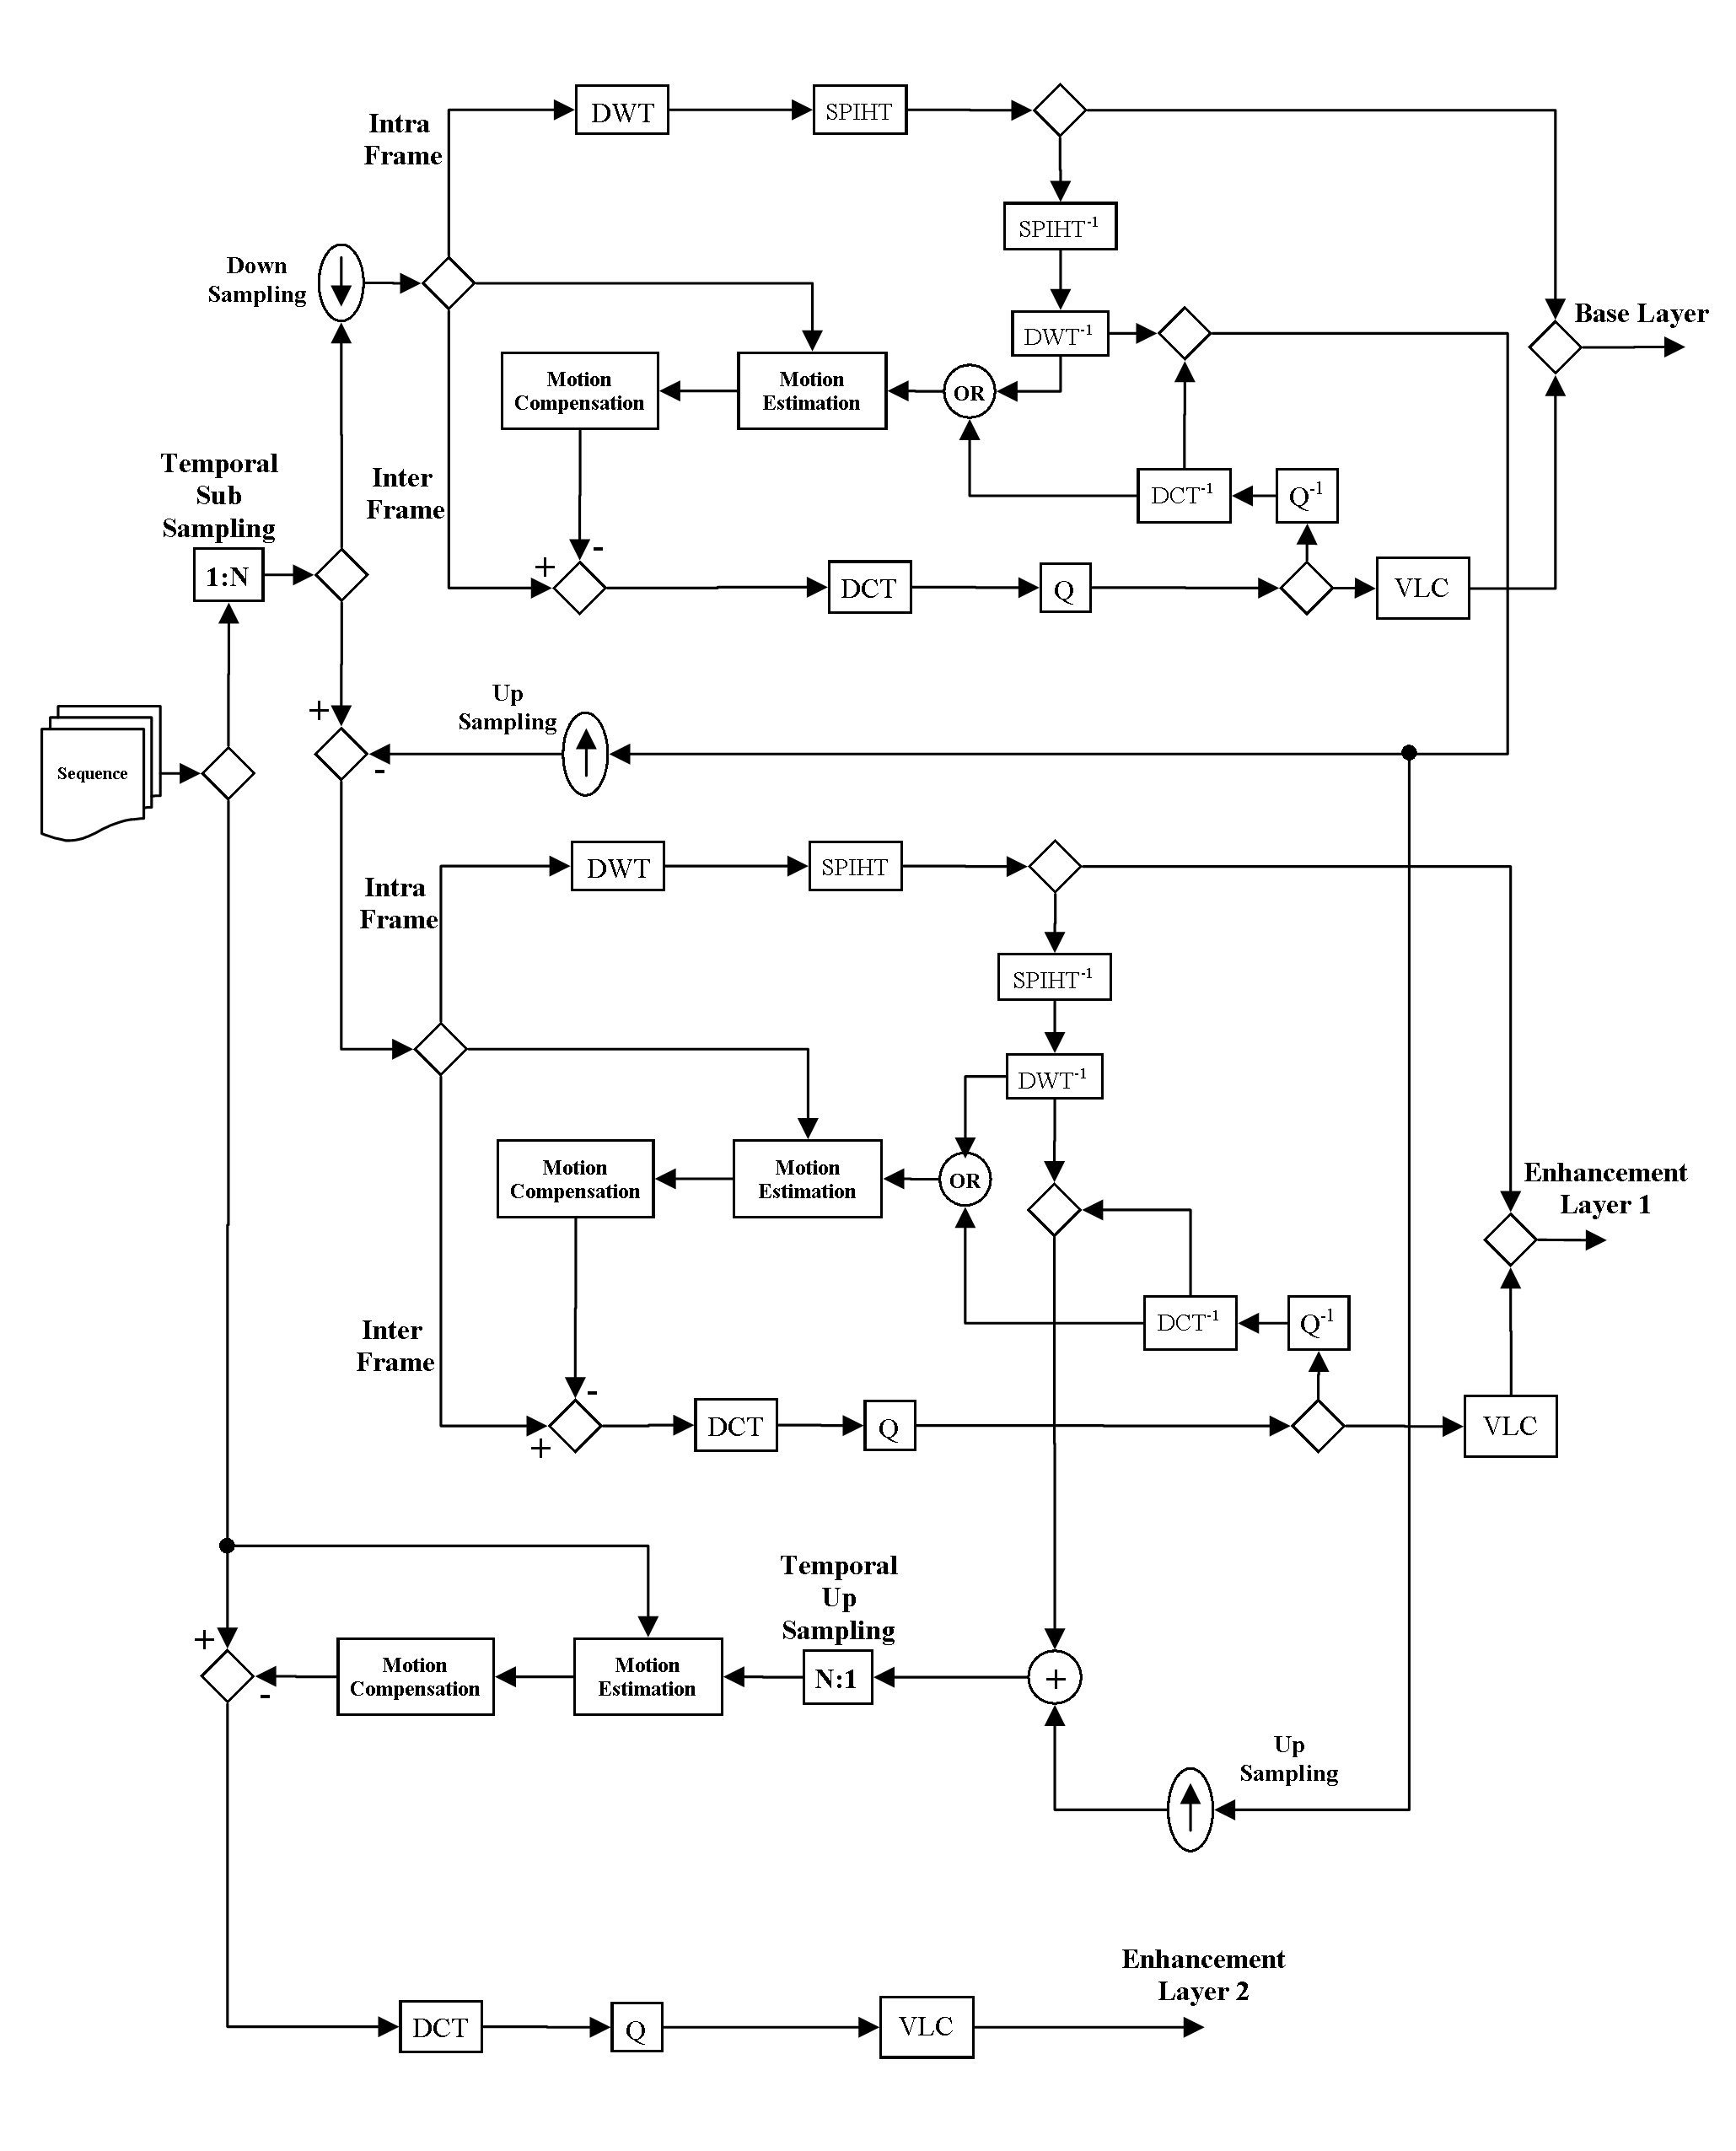 Intra
Frame
DWT
SPIHT
SPIHT-1
Down
Sampling
DWT-1
Base Layer
Motion
Compensation
Motion
Estimation
OR
Temporal
Sub
Sampling
Inter
Frame
DCT-1
Q-1
1:N
+
-
DCT
Q
VLC
Sequence
+
-
Up
Sampling
Intra
Frame
DWT
SPIHT
SPIHT-1
DWT-1
Motion
Compensation
Motion
Estimation
OR
Enhancement
Layer 1
Inter
Frame
DCT-1
Q-1
-
+
DCT
Q
VLC
Temporal
Up
Sampling
+
-
Motion
Compensation
Motion
Estimation
N:1
+
Up
Sampling
Enhancement
Layer 2
DCT
Q
VLC